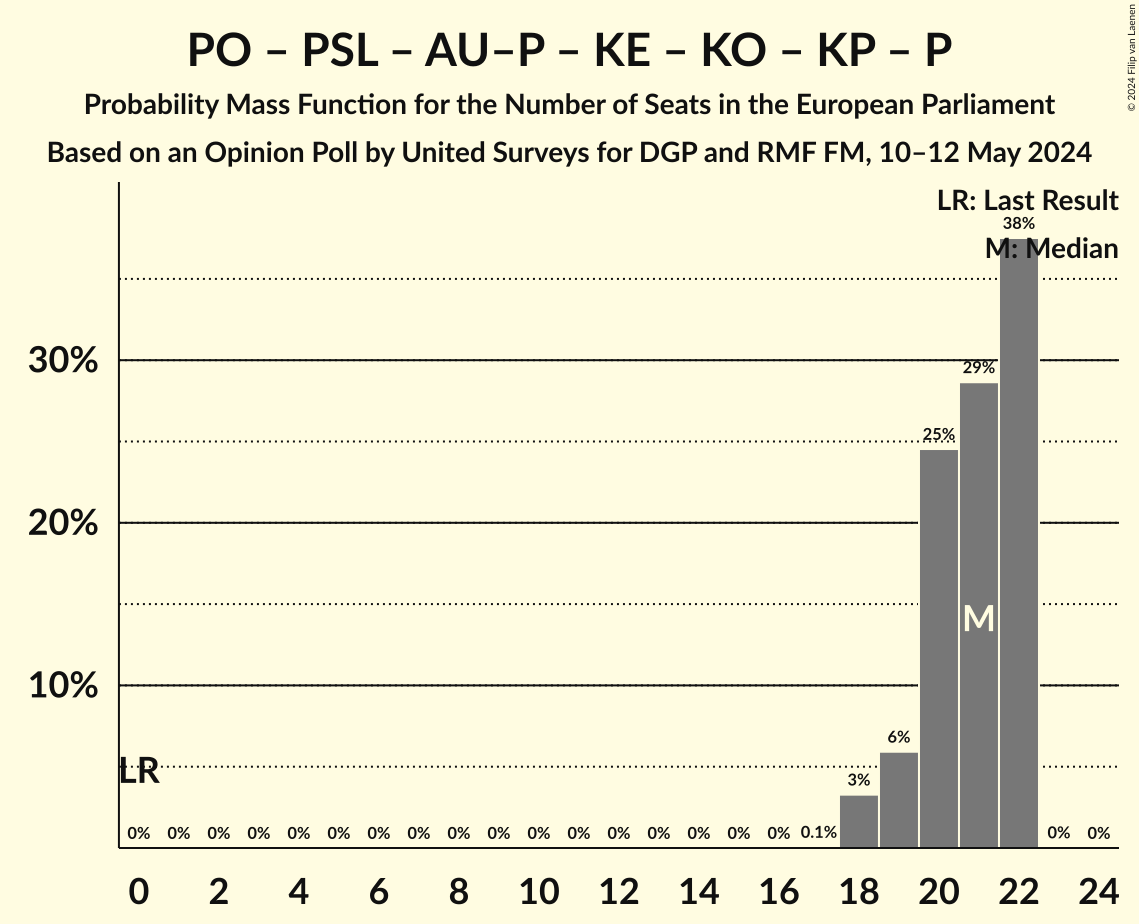 PO – PSL – AU–P – KE – KO – KP – P
Probability Mass Function for the Number of Seats in the European Parliament
Based on an Opinion Poll by United Surveys for DGP and RMF FM, 10–12 May 2024
© 2024 Filip van Laenen
LR: Last Result
M: Median
38%
30%
29%
25%
20%
M
10%
6%
LR
3%
0% 0% 0% 0% 0% 0% 0% 0% 0% 0% 0% 0% 0% 0% 0% 0% 0% 0.1% 0% 0%
0 2 4 6 8 10 12 14 16 18 20 22 24